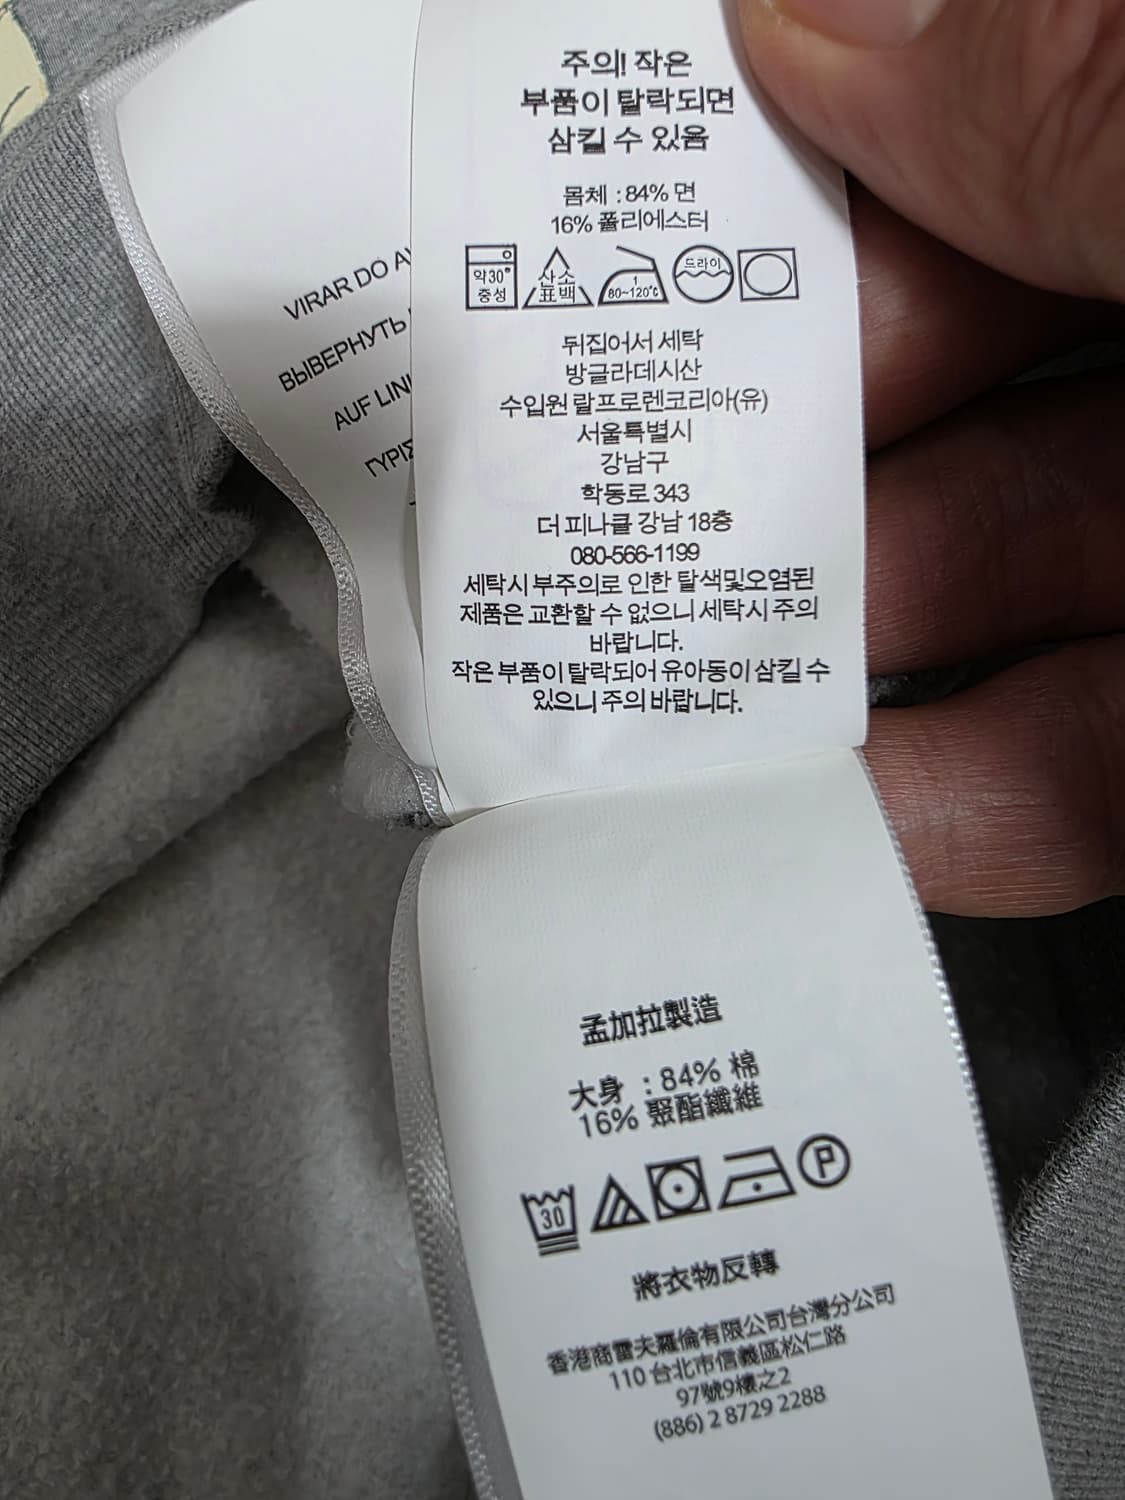 주의! 작은
부품이 탈락되면
삼킬 수 있음
몸체 : 84% 면
16% 폴리에스터
약30°
중성
산소
표백
1
80~120℃
드라이
뒤집어서 세탁
방글라데시산
수입원 랄프로렌코리아(유)
서울특별시
강남구
학동로 343
더 피나클 강남 18층
080-566-1199
세탁시 부주의로 인한 탈색및오염된
제품은 교환할 수 없으니 세탁시 주의
바랍니다.
작은 부품이 탈락되어 유아동이 삼킬 수
있으니 주의 바랍니다.
VIRAR DO
ВЫВЕРНУТЬ
AUF
孟加拉製造
大身 : 84% 棉
16% 聚酯纖維
30
P
將衣物反轉
香港商雷夫羅倫有限公司台灣分公司
110 台北市信義區松仁路
97號9樓之2
(886) 2 8729 2288